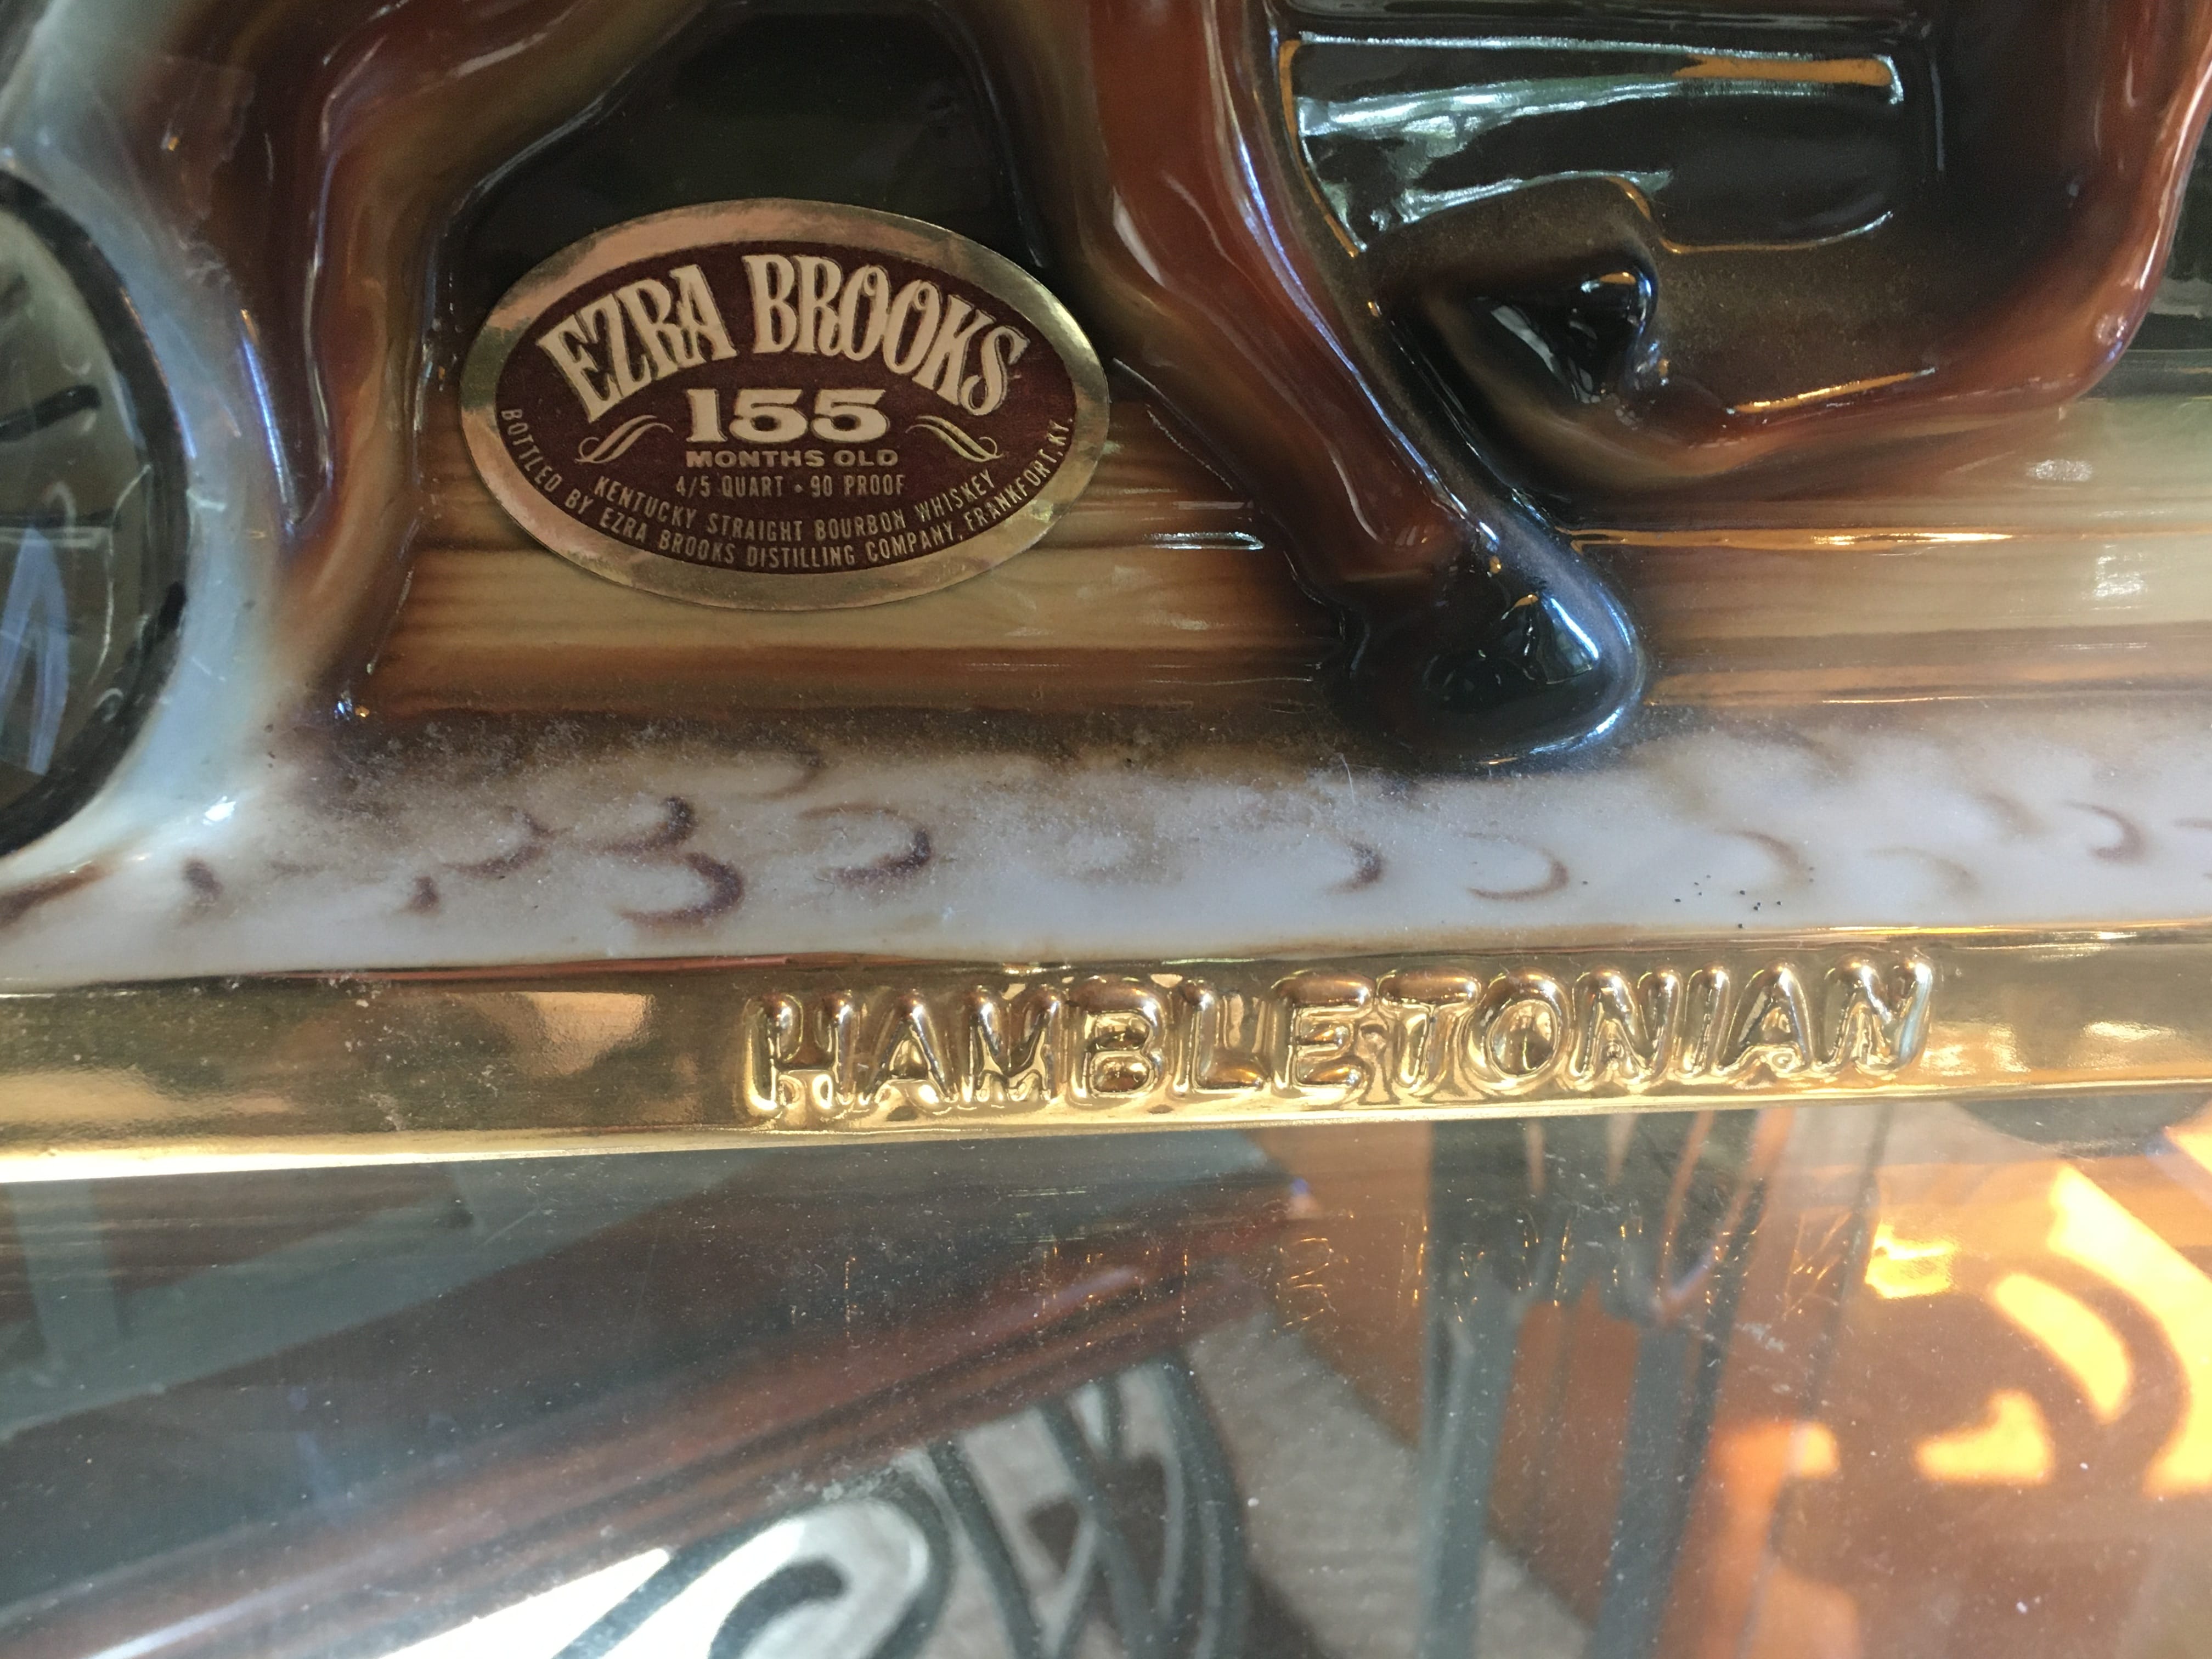 EZRA BROOKS
155
MONTHS OLD
4/5 QUART • 90 PROOF
KENTUCKY STRAIGHT BOURBON WHISKEY
BOTTLED BY EZRA BROOKS DISTILLING COMPANY, FRANKFORT, KY.
HAMBLETONIAN